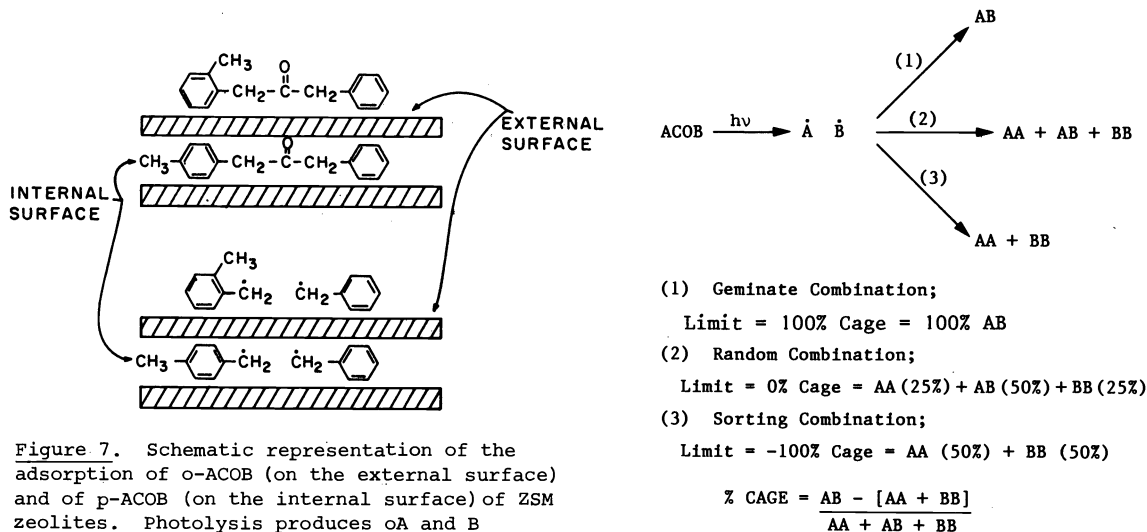 CH3
O
CH2-C-CH2
EXTERNAL
SURFACE
O
CH3
CH2-C-CH2
INTERNAL
SURFACE
CH3
ĊH2 ĊH2
CH3 ĊH2 ĊH2
Figure 7. Schematic representation of the
adsorption of o-ACOB (on the external surface)
and of p-ACOB (on the internal surface) of ZSM
zeolites. Photolysis produces oA and B
AB
(1)
ACOB hν Ȧ Ḃ (2) AA + AB + BB
(3)
AA + BB
(1) Geminate Combination;
Limit = 100% Cage = 100% AB
(2) Random Combination;
Limit = 0% Cage = AA (25%) + AB (50%) + BB (25%)
(3) Sorting Combination;
Limit = -100% Cage = AA (50%) + BB (50%)
% CAGE = AB - [AA + BB]
AA + AB + BB